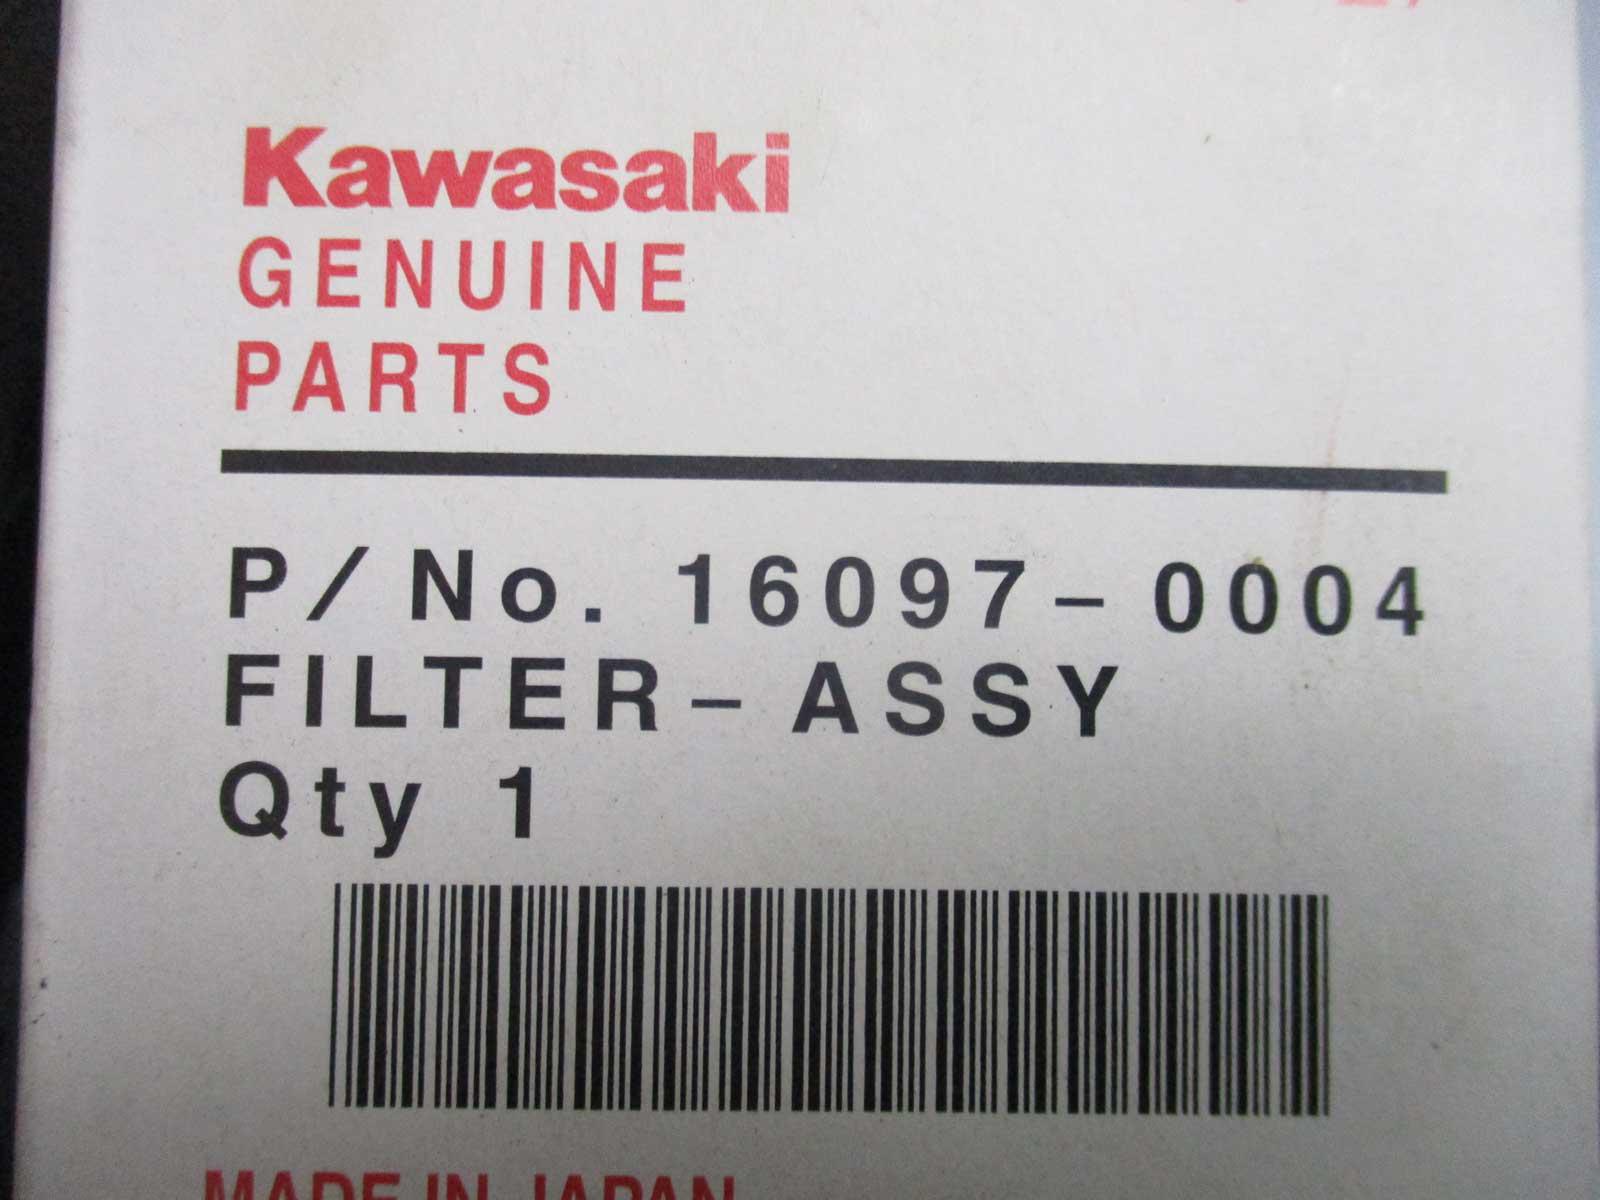 Kawasaki
GENUINE
PARTS
P/No. 16097-0004
FILTER-ASSY
Qty 1
MADE IN JAPAN